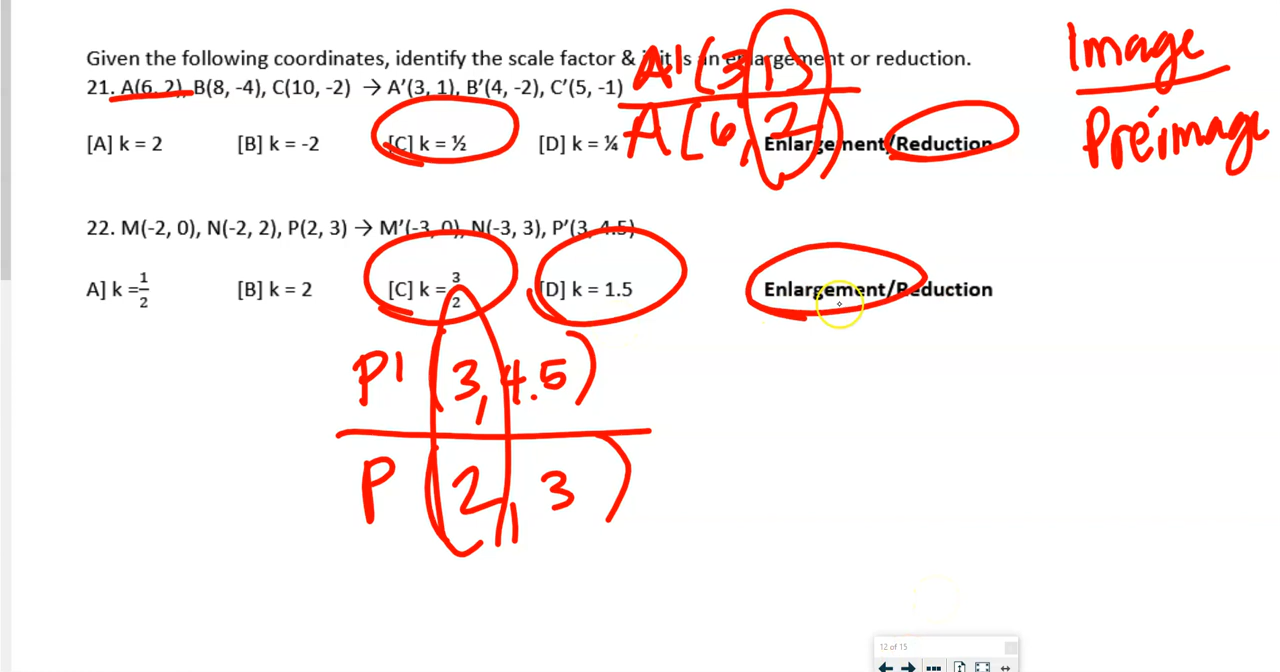 Given the following coordinates, identify the scale factor & if it is an enlargement or reduction.
21. A(6, 2), B(8, -4), C(10, -2) → A’(3, 1), B’(4, -2), C’(5, -1)
[A] k = 2 [B] k = -2 [C] k = ½ [D] k = ¼ Enlargement/Reduction
A' (3, 1)
A (6, 2)
Image
Preimage
22. M(-2, 0), N(-2, 2), P(2, 3) → M’(-3, 0), N(-3, 3), P’(3, 4.5)
A] k = 1/2 [B] k = 2 [C] k = 3/2 [D] k = 1.5 Enlargement/Reduction
P' (3, 4.5)
P (2, 3)
12 of 15